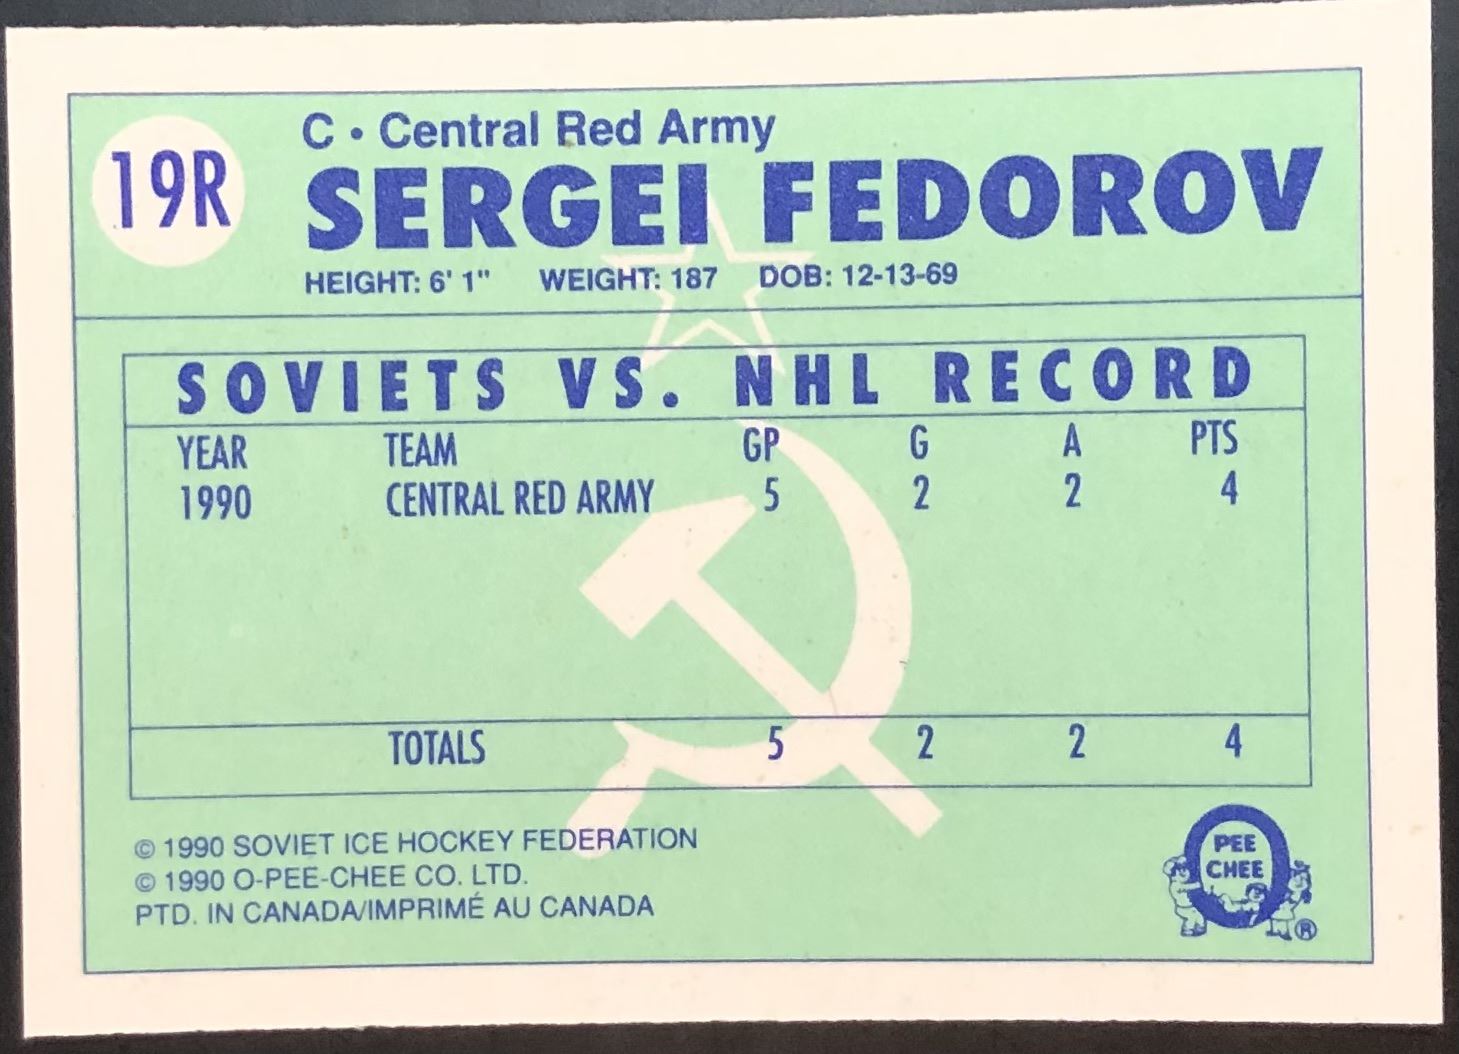 19R
C • Central Red Army
SERGEI FEDOROV
HEIGHT: 6' 1" WEIGHT: 187 DOB: 12-13-69
SOVIETS VS. NHL RECORD
YEAR TEAM GP G A PTS
1990 CENTRAL RED ARMY 5 2 2 4
TOTALS 5 2 2 4
© 1990 SOVIET ICE HOCKEY FEDERATION
© 1990 O-PEE-CHEE CO. LTD.
PTD. IN CANADA/IMPRIMÉ AU CANADA
O
PEE
CHEE
®